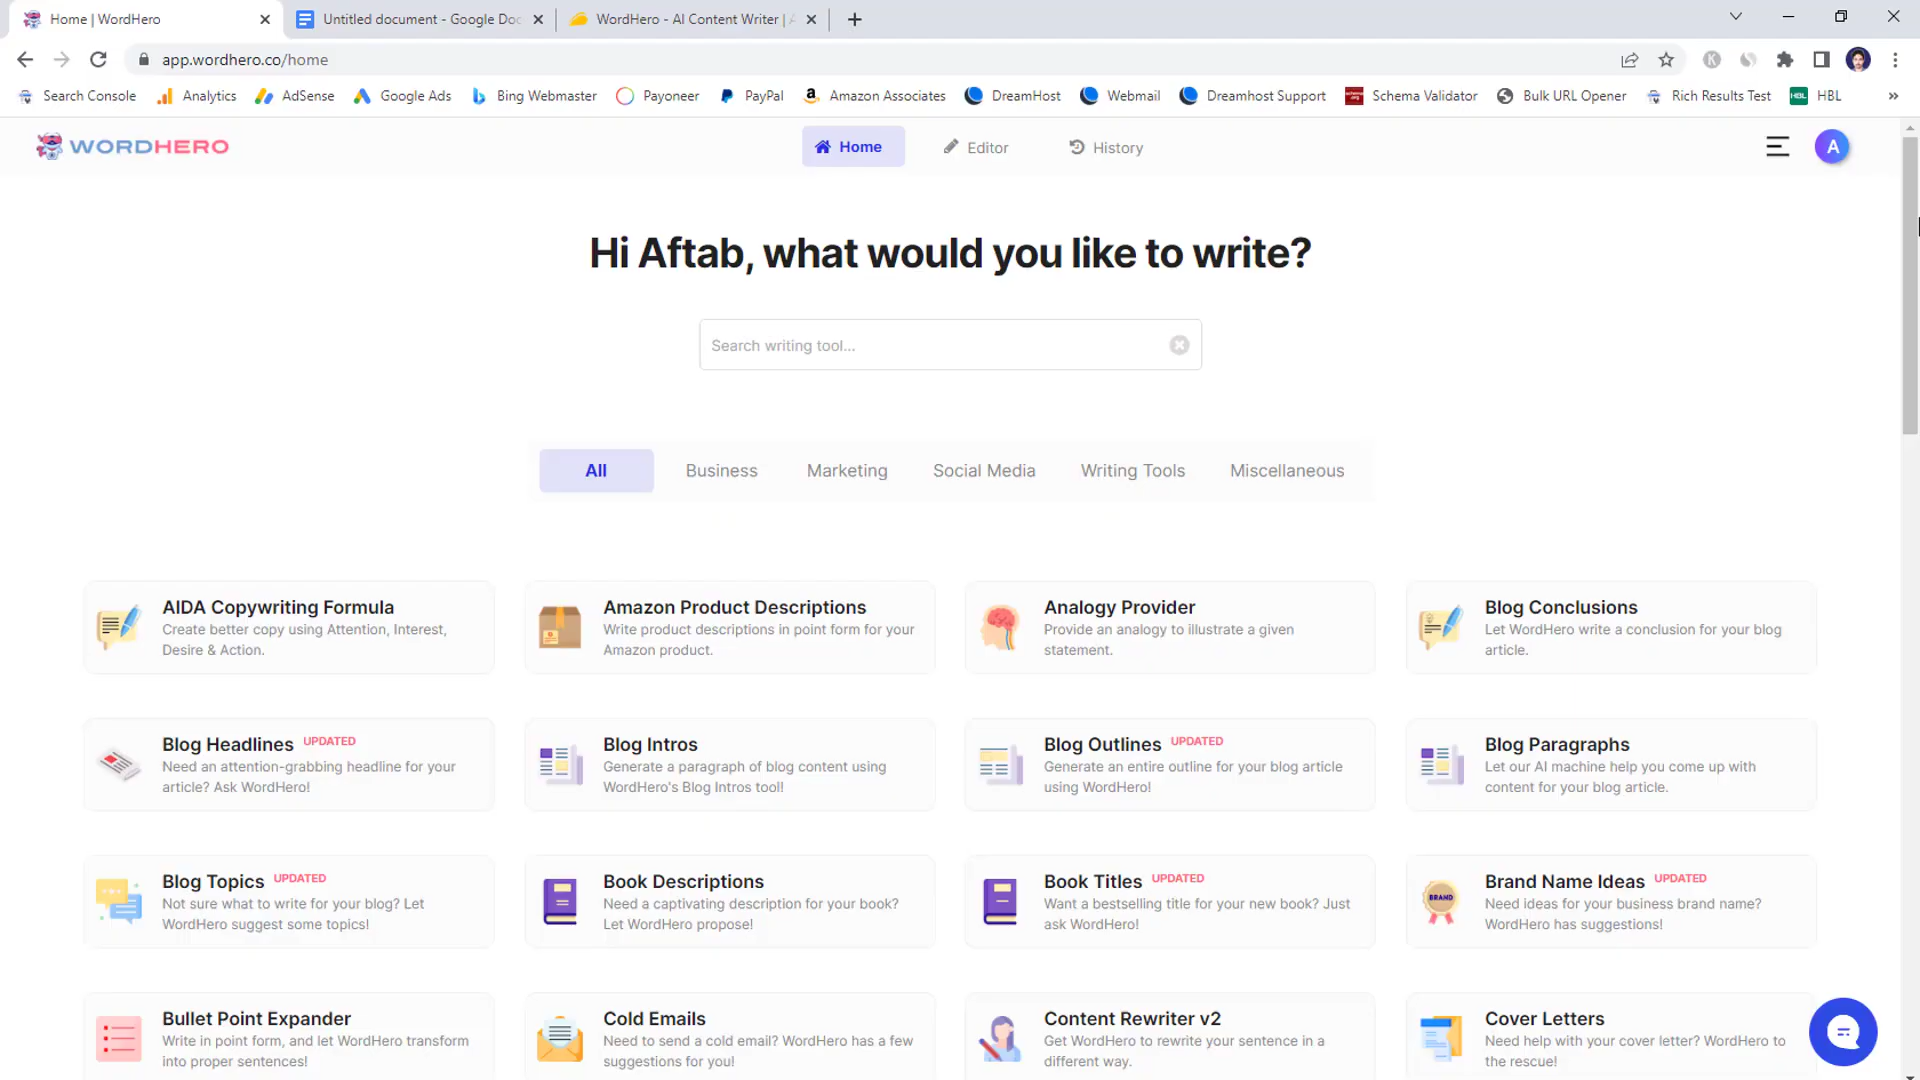 Home | WordHero
Untitled document - Google Doc
WordHero - AI Content Writer | A
app.wordhero.co/home
Search Console
Analytics
AdSense
Google Ads
Bing Webmaster
Payoneer
PayPal
Amazon Associates
DreamHost
Webmail
Dreamhost Support
Schema Validator
Bulk URL Opener
Rich Results Test
HBL
WORDHERO
Home
Editor
History
A
Hi Aftab, what would you like to write?
Search writing tool...
All
Business
Marketing
Social Media
Writing Tools
Miscellaneous
AIDA Copywriting Formula
Create better copy using Attention, Interest,
Desire & Action.
Amazon Product Descriptions
Write product descriptions in point form for your
Amazon product.
Analogy Provider
Provide an analogy to illustrate a given
statement.
Blog Conclusions
Let WordHero write a conclusion for your blog
article.
Blog Headlines UPDATED
Need an attention-grabbing headline for your
article? Ask WordHero!
Blog Intros
Generate a paragraph of blog content using
WordHero's Blog Intros tool!
Blog Outlines UPDATED
Generate an entire outline for your blog article
using WordHero!
Blog Paragraphs
Let our AI machine help you come up with
content for your blog article.
Blog Topics UPDATED
Not sure what to write for your blog? Let
WordHero suggest some topics!
Book Descriptions
Need a captivating description for your book?
Let WordHero propose!
Book Titles UPDATED
Want a bestselling title for your new book? Just
ask WordHero!
BRAND
Brand Name Ideas UPDATED
Need ideas for your business brand name?
WordHero has suggestions!
Bullet Point Expander
Write in point form, and let WordHero transform
into proper sentences!
Cold Emails
Need to send a cold email? WordHero has a few
suggestions for you!
Content Rewriter v2
Get WordHero to rewrite your sentence in a
different way.
Cover Letters
Need help with your cover letter? WordHero to
the rescue!